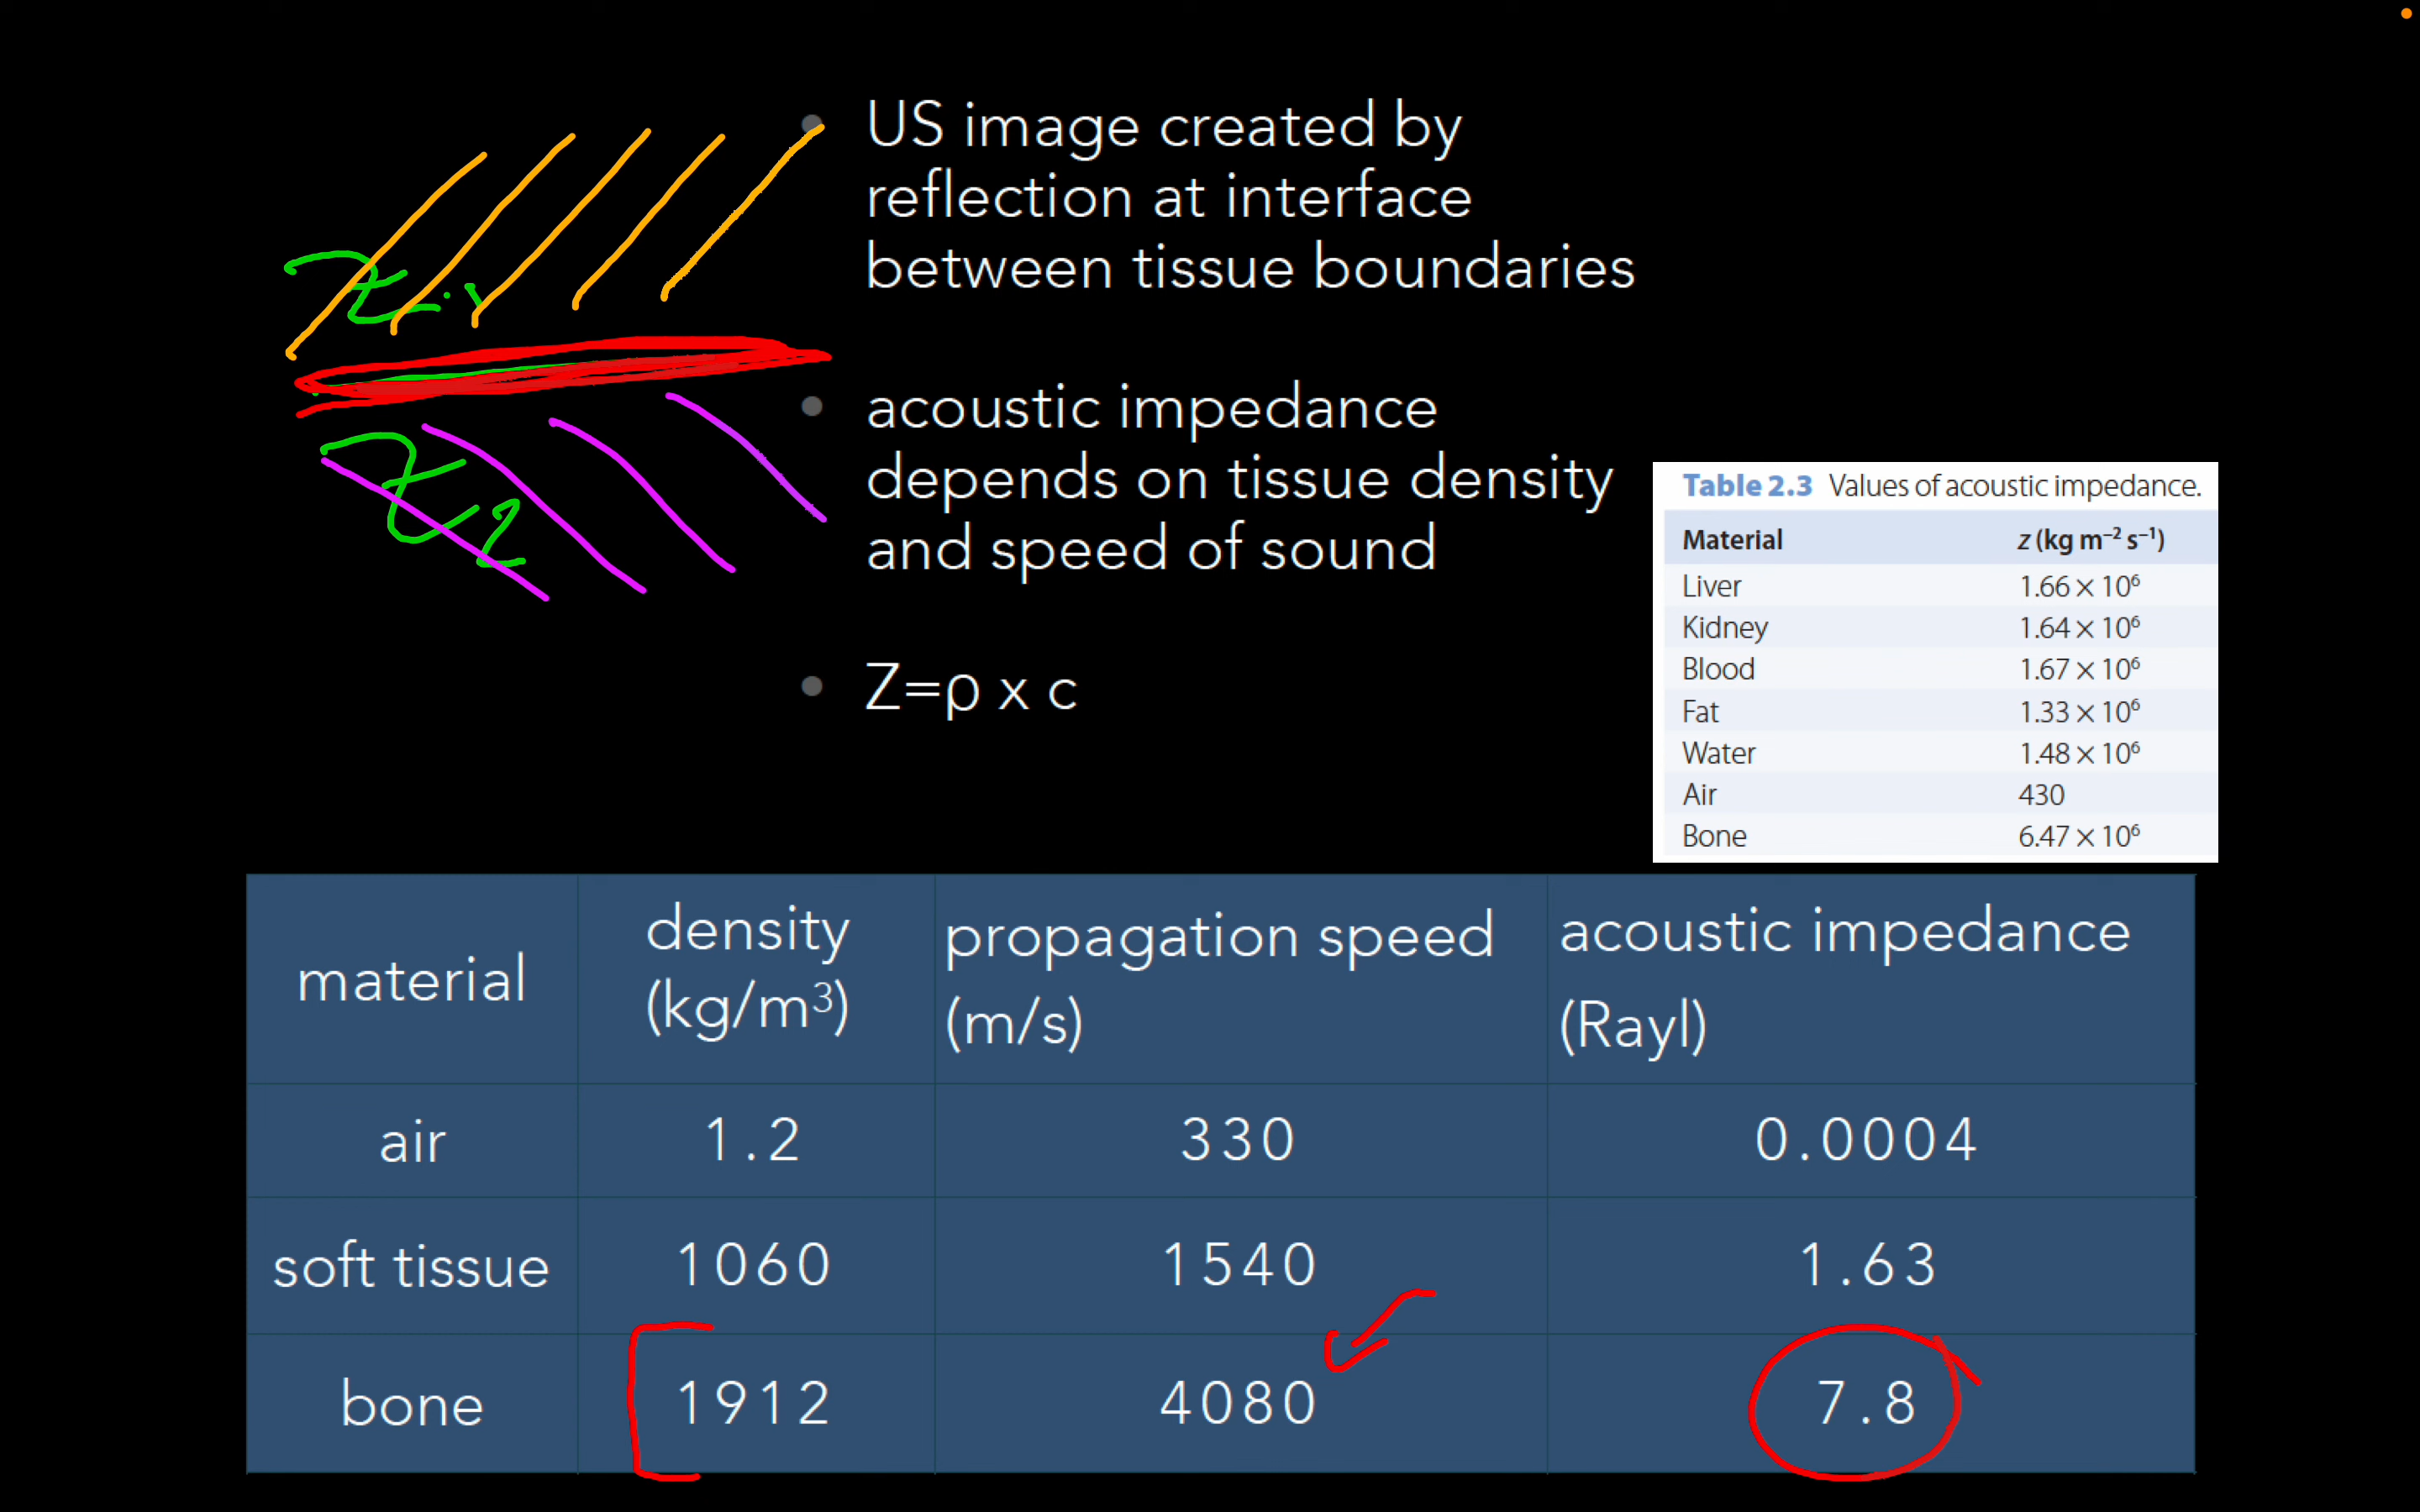 • US image created by
reflection at interface
between tissue boundaries
Z1
Z2
• acoustic impedance
depends on tissue density
and speed of sound
• Z=ρ x c
Table 2.3 Values of acoustic impedance.
Material z (kg m⁻² s⁻¹)
Liver 1.66 × 10⁶
Kidney 1.64 × 10⁶
Blood 1.67 × 10⁶
Fat 1.33 × 10⁶
Water 1.48 × 10⁶
Air 430
Bone 6.47 × 10⁶
material density (kg/m³) propagation speed (m/s) acoustic impedance (Rayl)
air 1.2 330 0.0004
soft tissue 1060 1540 1.63
bone 1912 4080 7.8